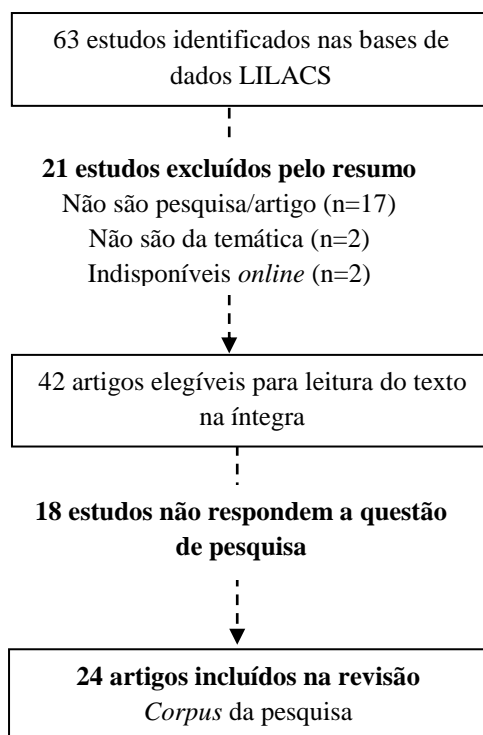 63 estudos identificados nas bases de
dados LILACS
21 estudos excluídos pelo resumo
Não são pesquisa/artigo (n=17)
Não são da temática (n=2)
Indisponíveis online (n=2)
42 artigos elegíveis para leitura do texto
na íntegra
18 estudos não respondem a questão
de pesquisa
24 artigos incluídos na revisão
Corpus da pesquisa